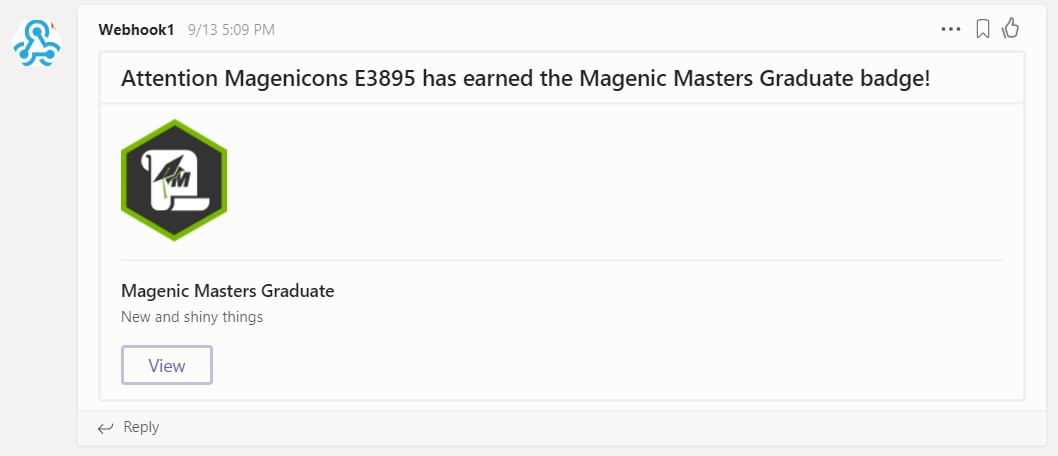 Webhook1 9/13 5:09 PM
Attention Magenicons E3895 has earned the Magenic Masters Graduate badge!
M
Magenic Masters Graduate
New and shiny things
View
Reply